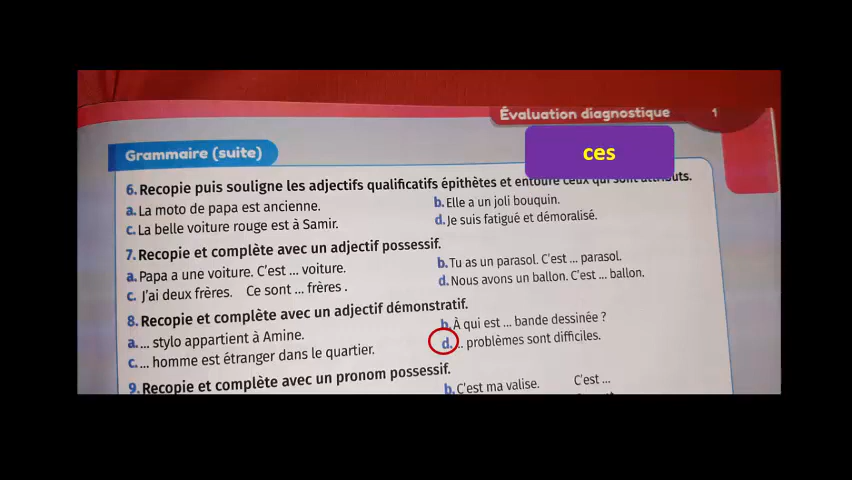 Évaluation diagnostique 1
ces
Grammaire (suite)
6. Recopie puis souligne les adjectifs qualificatifs épithètes et entoure ceux qui sont attributs.
a. La moto de papa est ancienne.
b. Elle a un joli bouquin.
c. La belle voiture rouge est à Samir.
d. Je suis fatigué et démoralisé.
7. Recopie et complète avec un adjectif possessif.
a. Papa a une voiture. C'est ... voiture.
b. Tu as un parasol. C'est ... parasol.
c. J'ai deux frères. Ce sont ... frères .
d. Nous avons un ballon. C'est ... ballon.
8. Recopie et complète avec un adjectif démonstratif.
a. ... stylo appartient à Amine.
b. À qui est ... bande dessinée ?
c. ... homme est étranger dans le quartier.
d. ... problèmes sont difficiles.
9. Recopie et complète avec un pronom possessif.
b. C'est ma valise. C'est ...